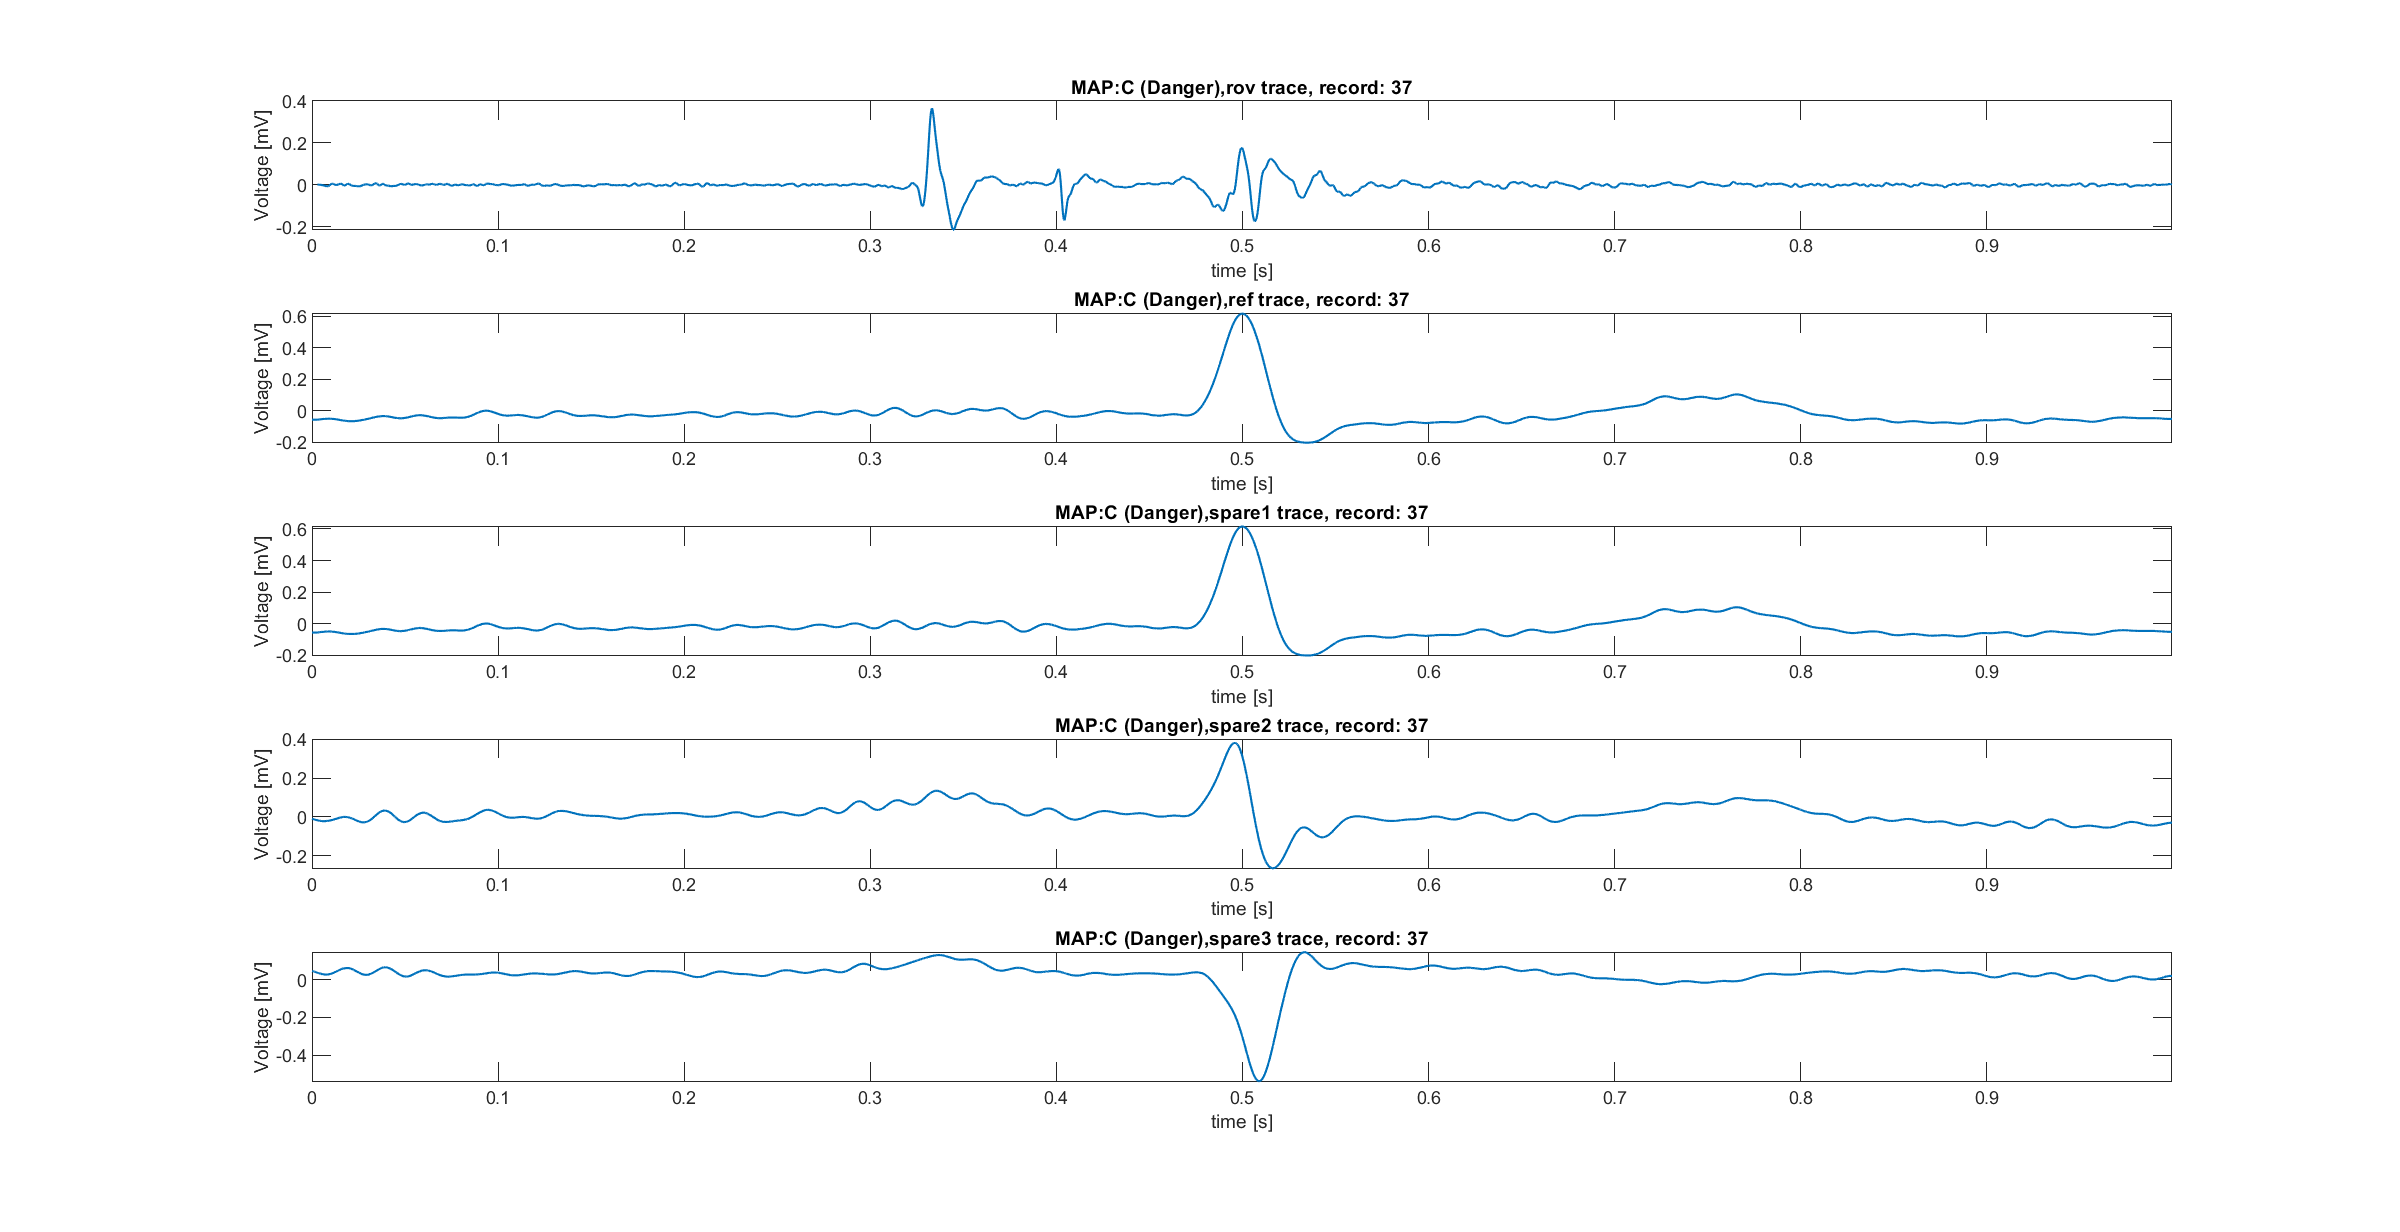 MAP:C (Danger),rov trace, record: 37
Voltage [mV]
0.4
0.2
0
-0.2
0 0.1 0.2 0.3 0.4 0.5 0.6 0.7 0.8 0.9
time [s]
MAP:C (Danger),ref trace, record: 37
Voltage [mV]
0.6
0.4
0.2
0
-0.2
0 0.1 0.2 0.3 0.4 0.5 0.6 0.7 0.8 0.9
time [s]
MAP:C (Danger),spare1 trace, record: 37
Voltage [mV]
0.6
0.4
0.2
0
-0.2
0 0.1 0.2 0.3 0.4 0.5 0.6 0.7 0.8 0.9
time [s]
MAP:C (Danger),spare2 trace, record: 37
Voltage [mV]
0.4
0.2
0
-0.2
0 0.1 0.2 0.3 0.4 0.5 0.6 0.7 0.8 0.9
time [s]
MAP:C (Danger),spare3 trace, record: 37
Voltage [mV]
0
-0.2
-0.4
0 0.1 0.2 0.3 0.4 0.5 0.6 0.7 0.8 0.9
time [s]